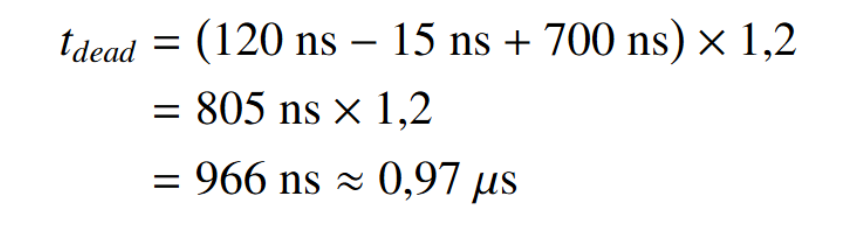 t_dead = (120 ns − 15 ns + 700 ns) × 1,2
= 805 ns × 1,2
= 966 ns ≈ 0,97 μs